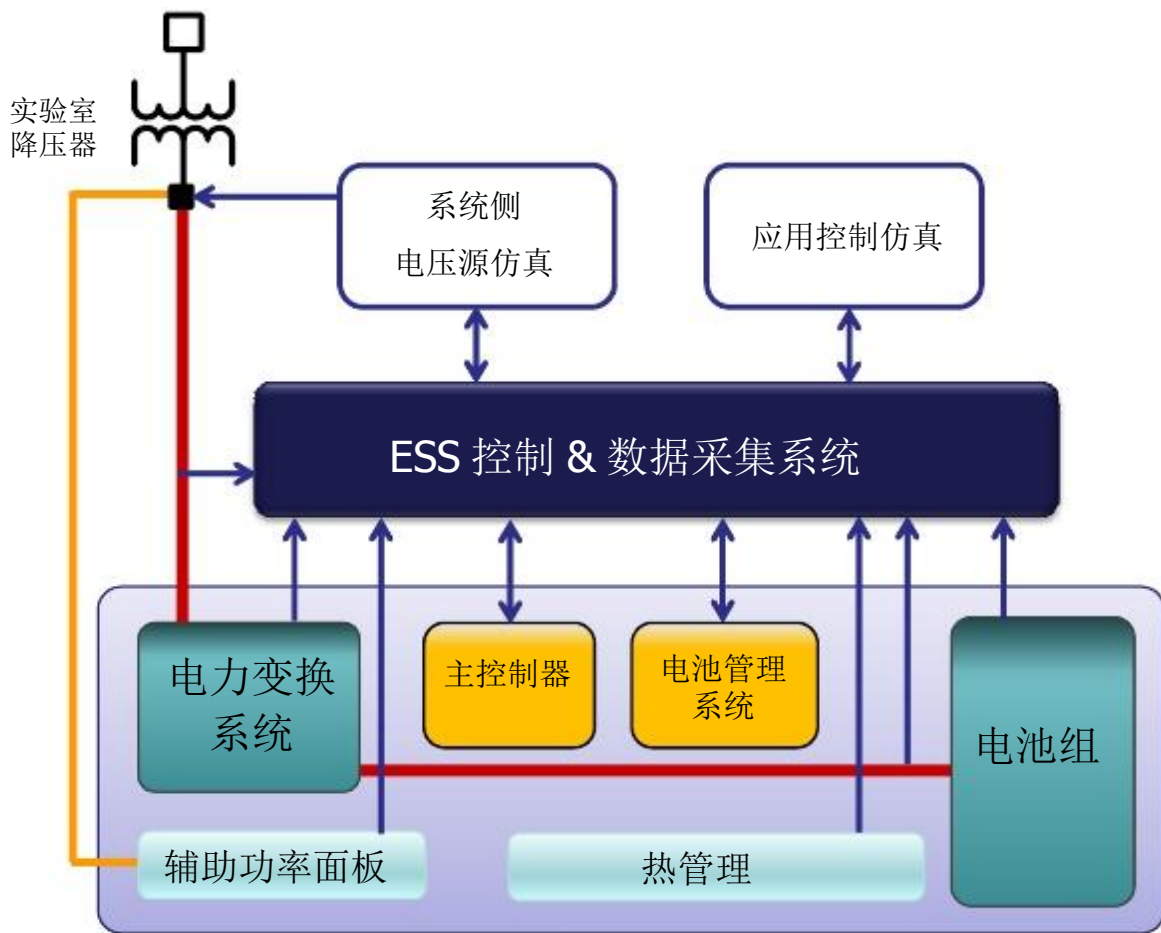 实验室
降压器
系统侧
电压源仿真
应用控制仿真
ESS 控制 & 数据采集系统
电力变换
系统
主控制器
电池管理
系统
电池组
辅助功率面板
热管理